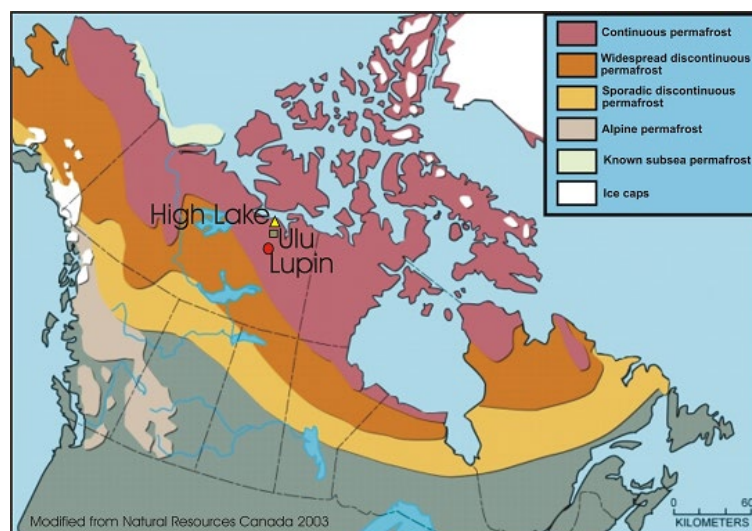 Continuous permafrost
Widespread discontinuous
permafrost
Sporadic discontinuous
permafrost
Alpine permafrost
Known subsea permafrost
Ice caps
High Lake
Ulu
Lupin
Modified from Natural Resources Canada 2003
0
KILOMETERS